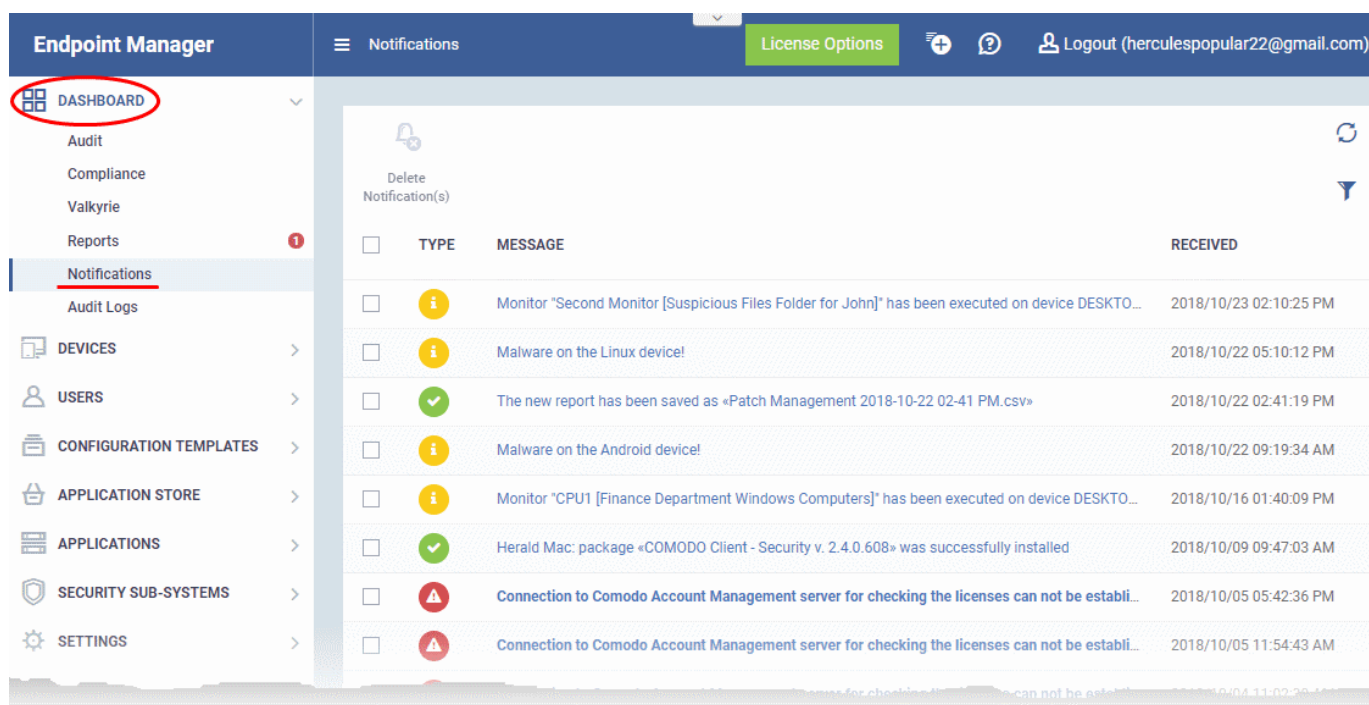 Endpoint Manager
Notifications
License Options
Logout (herculespopular22@gmail.com)
DASHBOARD
Audit
Compliance
Valkyrie
Reports
1
Notifications
Audit Logs
DEVICES
USERS
CONFIGURATION TEMPLATES
APPLICATION STORE
APPLICATIONS
SECURITY SUB-SYSTEMS
SETTINGS
Delete
Notification(s)
TYPE MESSAGE RECEIVED
Monitor "Second Monitor [Suspicious Files Folder for John]" has been executed on device DESKTO... 2018/10/23 02:10:25 PM
Malware on the Linux device! 2018/10/22 05:10:12 PM
The new report has been saved as «Patch Management 2018-10-22 02-41 PM.csv» 2018/10/22 02:41:19 PM
Malware on the Android device! 2018/10/22 09:19:34 AM
Monitor "CPU1 [Finance Department Windows Computers]" has been executed on device DESKTO... 2018/10/16 01:40:09 PM
Herald Mac: package «COMODO Client - Security v. 2.4.0.608» was successfully installed 2018/10/09 09:47:03 AM
Connection to Comodo Account Management server for checking the licenses can not be establi... 2018/10/05 05:42:36 PM
Connection to Comodo Account Management server for checking the licenses can not be establi... 2018/10/05 11:54:43 AM
for checking can not be